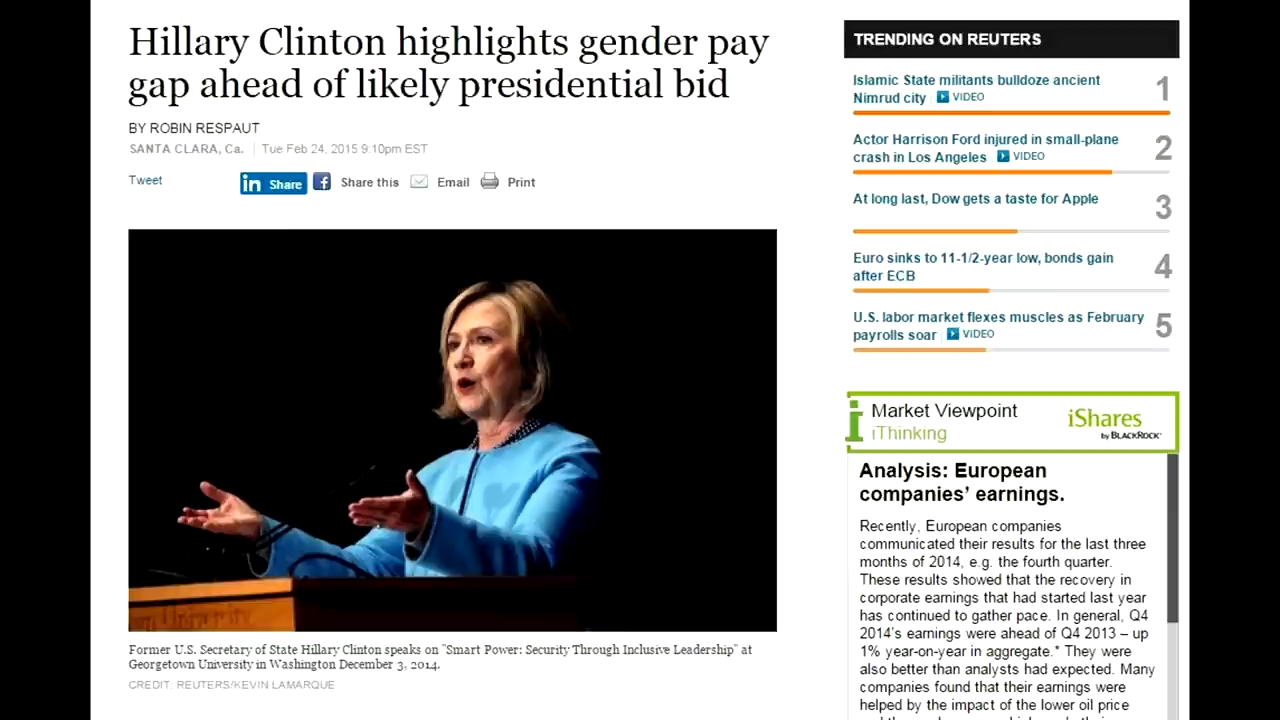 Hillary Clinton highlights gender pay
gap ahead of likely presidential bid
BY ROBIN RESPAUT
SANTA CLARA, Ca. | Tue Feb 24, 2015 9:10pm EST
Tweet
in Share
f Share this
Email
Print
Former U.S. Secretary of State Hillary Clinton speaks on "Smart Power: Security Through Inclusive Leadership" at
Georgetown University in Washington December 3, 2014.
CREDIT: REUTERS/KEVIN LAMARQUE
TRENDING ON REUTERS
Islamic State militants bulldoze ancient
Nimrud city | VIDEO
1
Actor Harrison Ford injured in small-plane
crash in Los Angeles VIDEO
2
At long last, Dow gets a taste for Apple
3
Euro sinks to 11-1/2-year low, bonds gain
after ECB
4
U.S. labor market flexes muscles as February
payrolls soar | VIDEO
5
i
Market Viewpoint
iThinking
iShares
by BLACKROCK
Analysis: European
companies' earnings.
Recently, European companies
communicated their results for the last three
months of 2014, e.g. the fourth quarter.
These results showed that the recovery in
corporate earnings that had started last year
has continued to gather pace. In general, Q4
2014's earnings were ahead of Q4 2013 – up
1% year-on-year in aggregate.* They were
also better than analysts had expected. Many
companies found that their earnings were
helped by the impact of the lower oil price